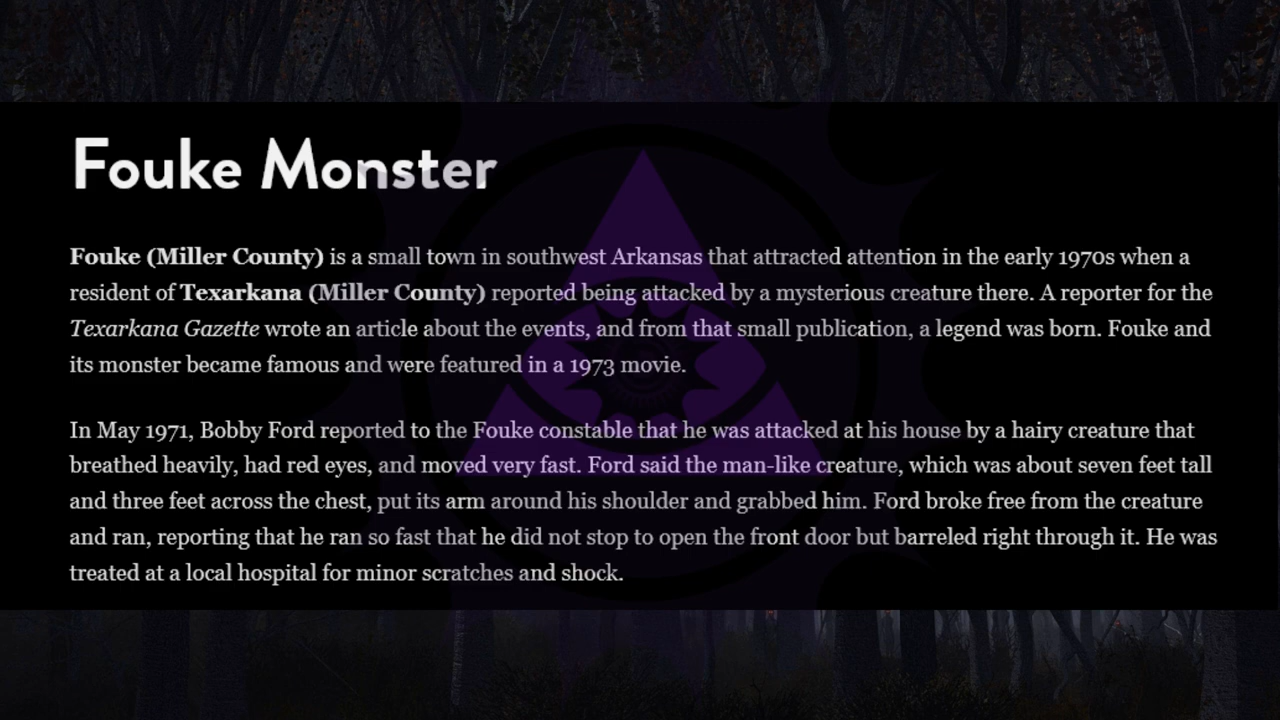 Fouke Monster
Fouke (Miller County) is a small town in southwest Arkansas that attracted attention in the early 1970s when a
resident of Texarkana (Miller County) reported being attacked by a mysterious creature there. A reporter for the
Texarkana Gazette wrote an article about the events, and from that small publication, a legend was born. Fouke and
its monster became famous and were featured in a 1973 movie.
In May 1971, Bobby Ford reported to the Fouke constable that he was attacked at his house by a hairy creature that
breathed heavily, had red eyes, and moved very fast. Ford said the man-like creature, which was about seven feet tall
and three feet across the chest, put its arm around his shoulder and grabbed him. Ford broke free from the creature
and ran, reporting that he ran so fast that he did not stop to open the front door but barreled right through it. He was
treated at a local hospital for minor scratches and shock.